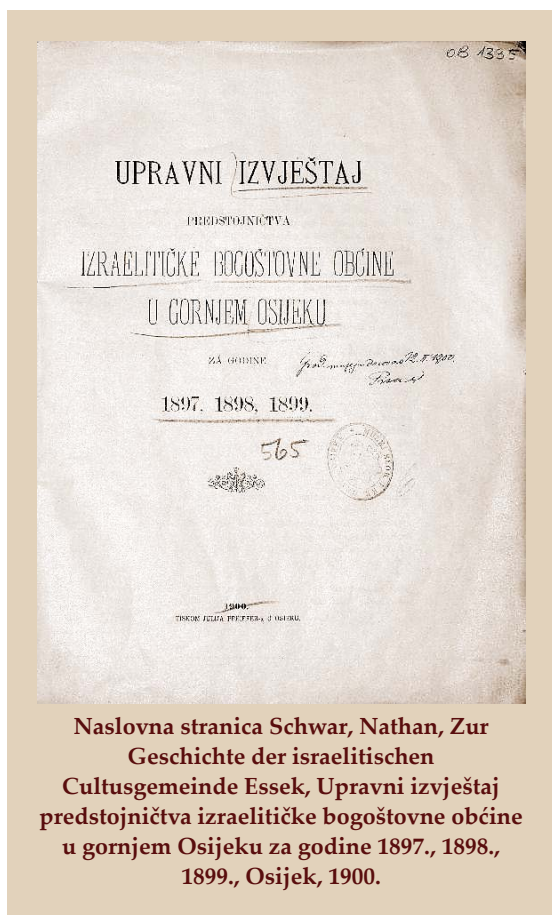 OB 1335
UPRAVNI IZVJEŠTAJ
PREDSTOJNIČTVA
IZRAELITIČKE BOGOŠTOVNE OBĆINE
U GORNJEM OSIJEKU
ZA GODINE
1897. 1898, 1899.
565
1900.
TISKOM JULIJA PFEIFFER-a U OSIJEKU.
Naslovna stranica Schwar, Nathan, Zur
Geschichte der israelitischen
Cultusgemeinde Essek, Upravni izvještaj
predstojničtva izraelitičke bogoštovne obćine
u gornjem Osijeku za godine 1897., 1898.,
1899., Osijek, 1900.